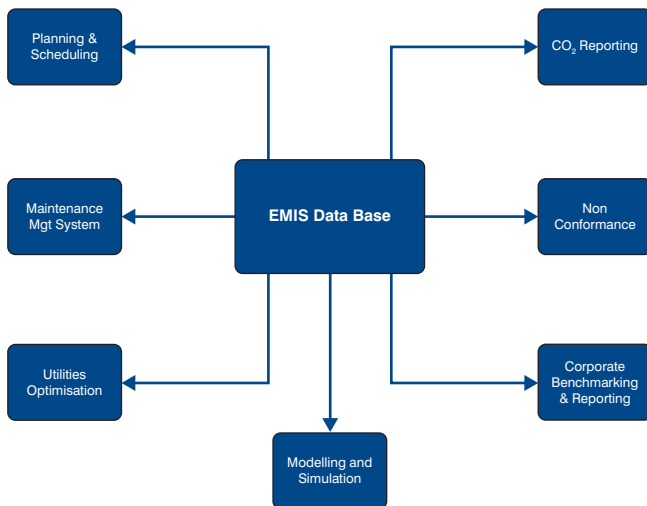 Planning &
Scheduling
CO₂ Reporting
EMIS Data Base
Maintenance
Mgt System
Non
Conformance
Utilities
Optimisation
Corporate
Benchmarking
& Reporting
Modelling and
Simulation